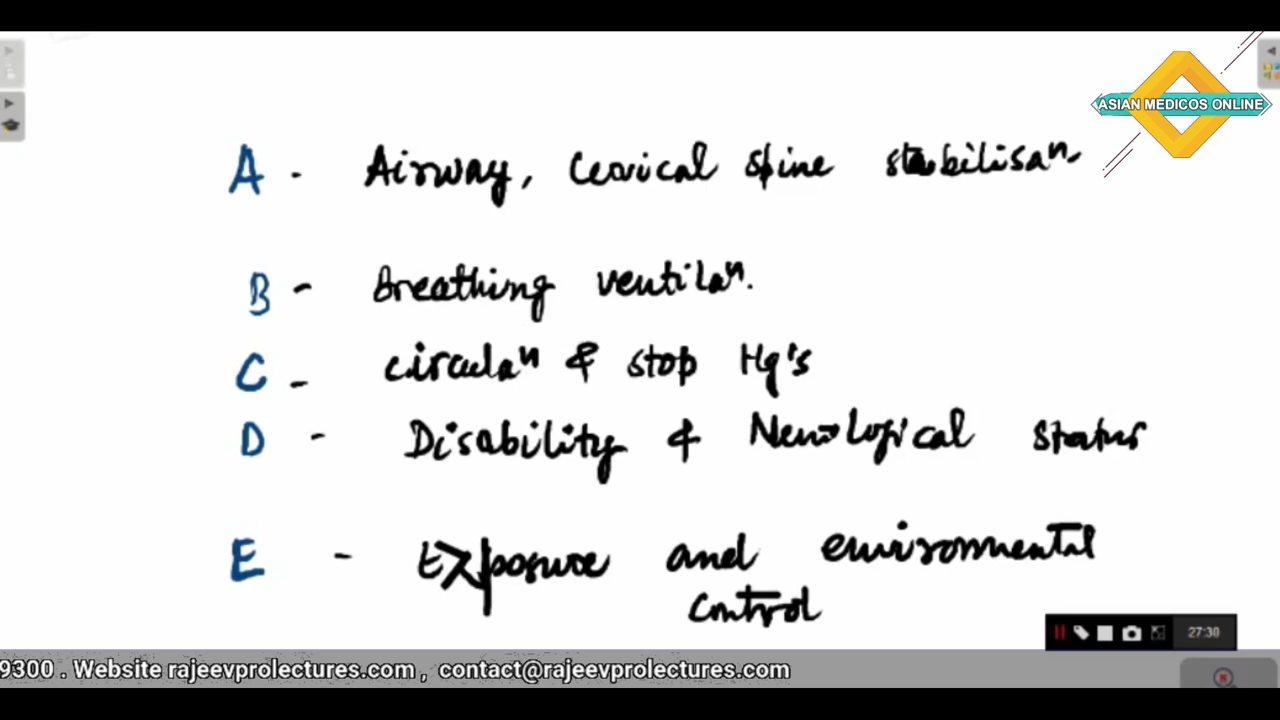 ASIAN MEDICOS ONLINE
A - Airway, Cervical spine stabilisaⁿ
B - Breathing ventilaⁿ.
C - circulaⁿ & stop Hg's
D - Disability & Neurological status
E - Exposure and environmental
control
27:30
9300 . Website rajeevprolectures.com , contact@rajeevprolectures.com